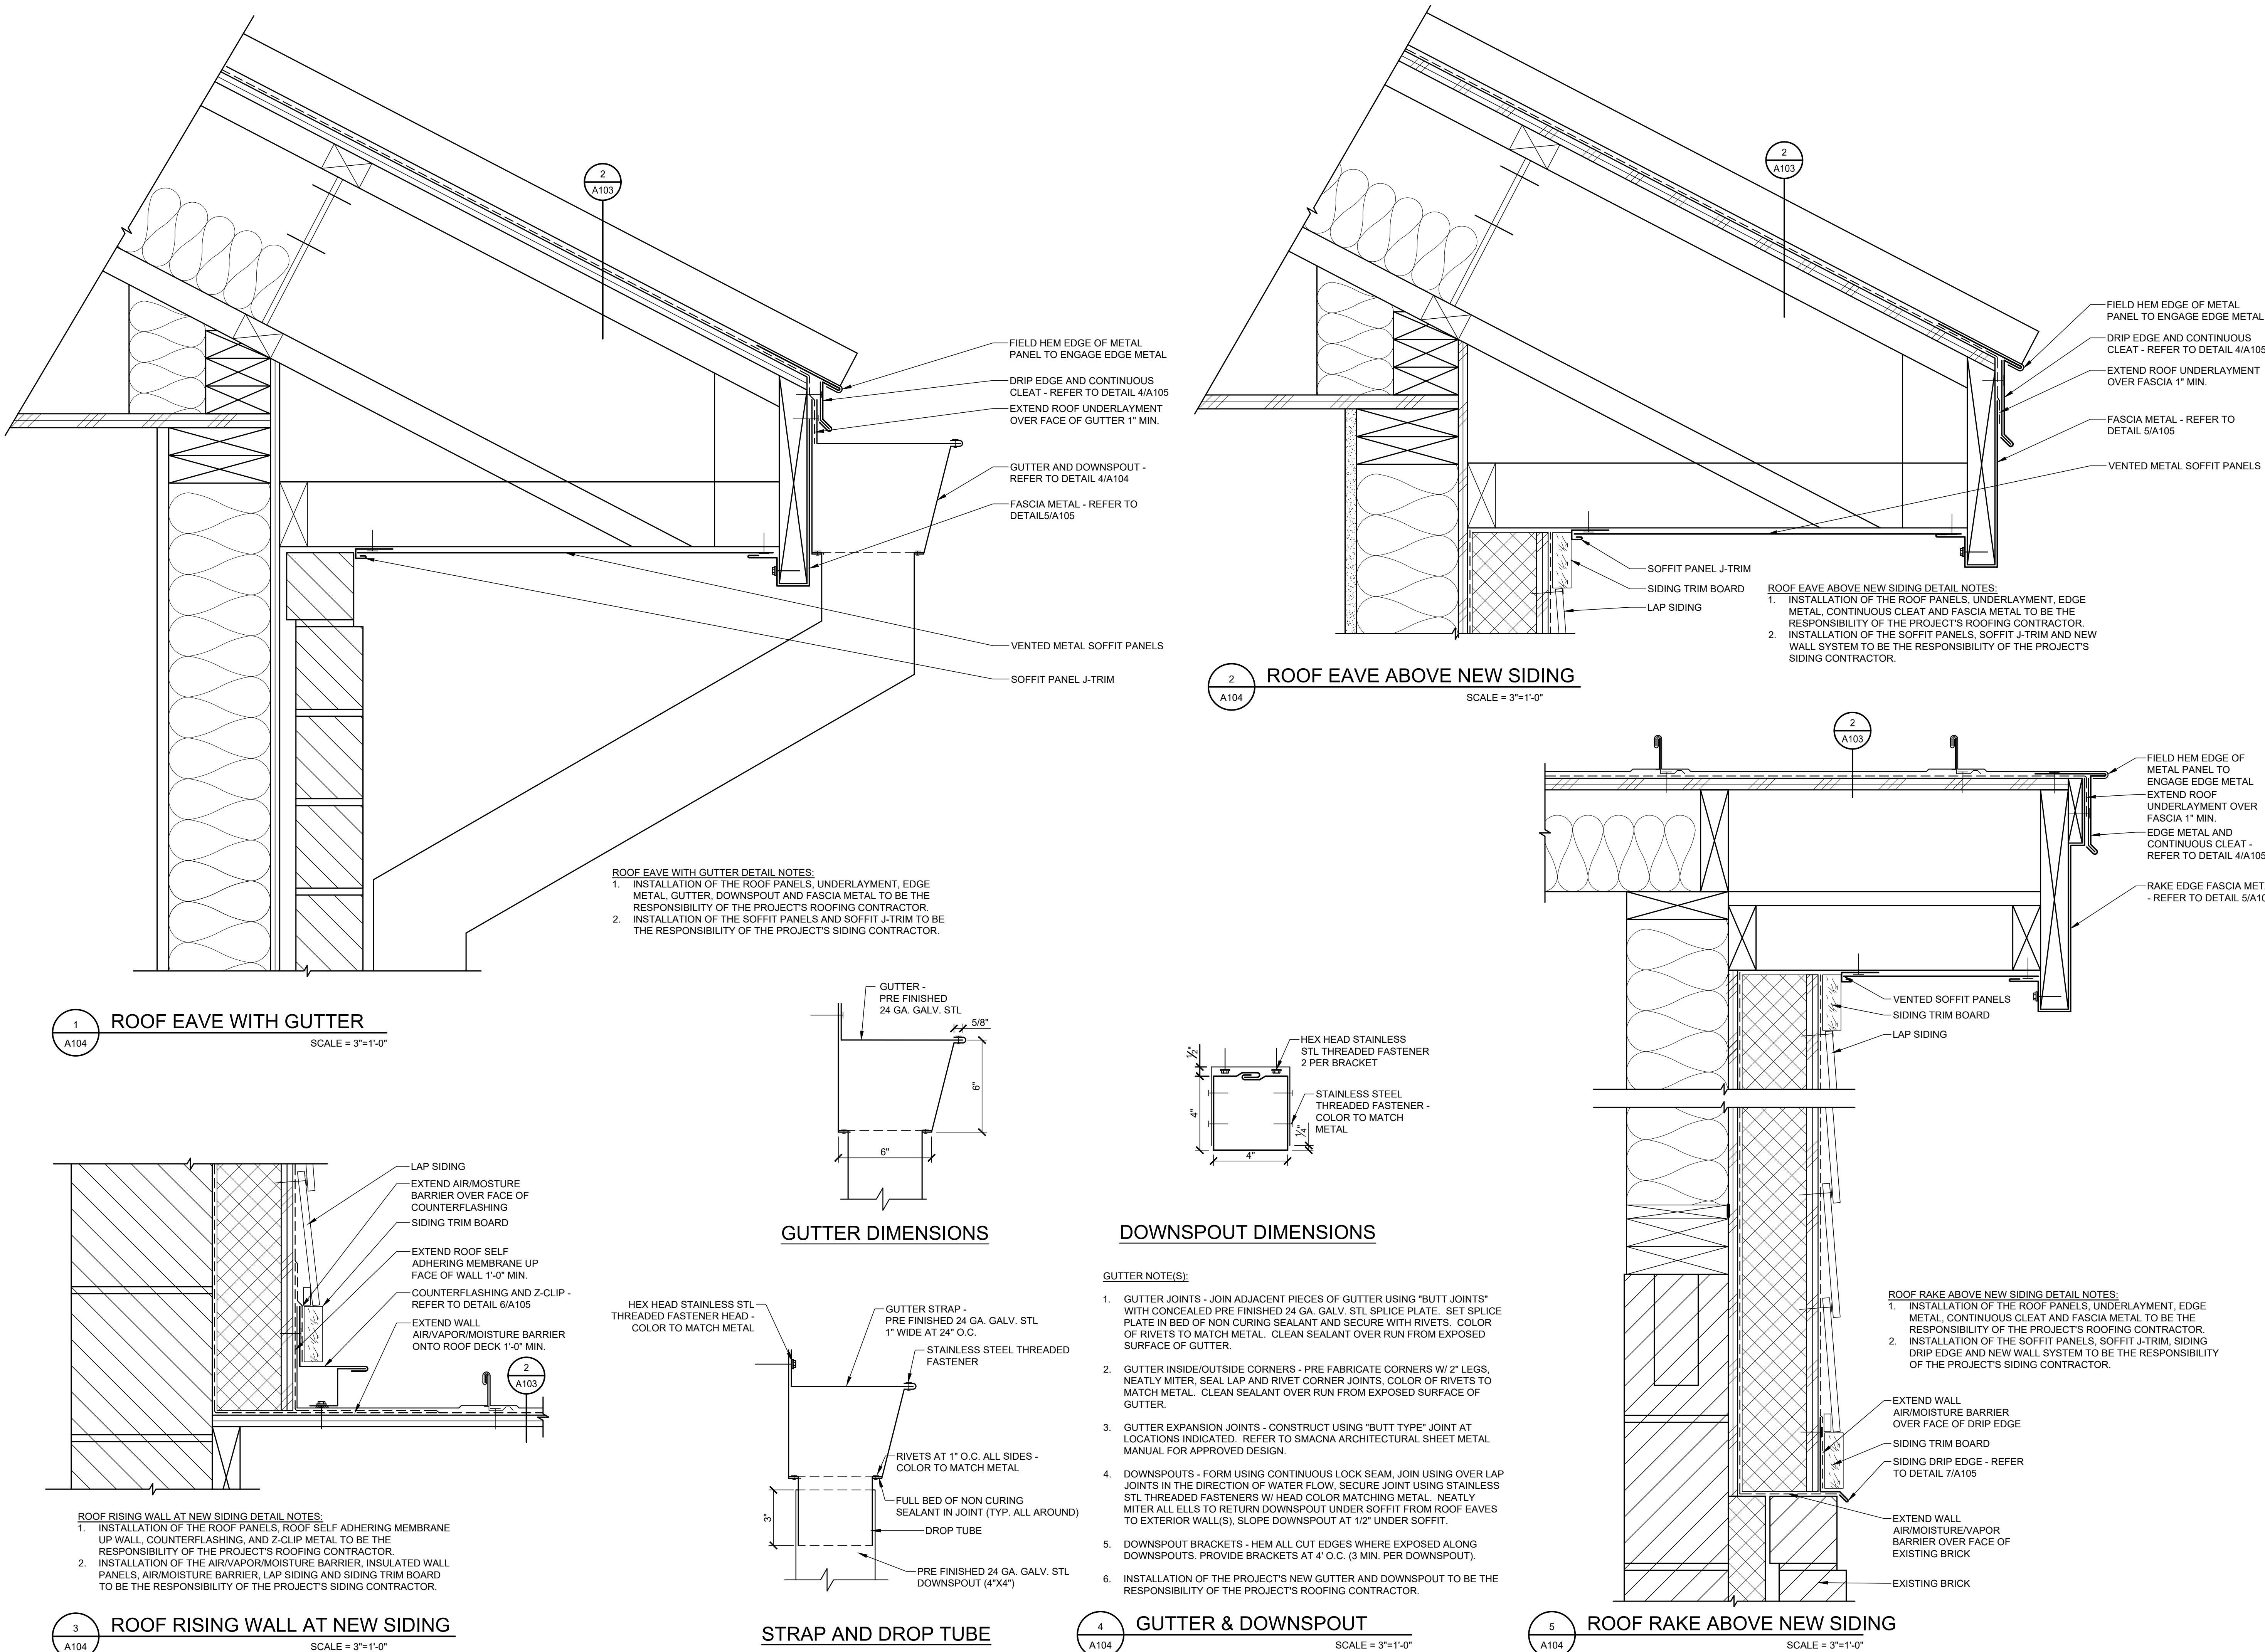 2
A103
FIELD HEM EDGE OF METAL
PANEL TO ENGAGE EDGE METAL
DRIP EDGE AND CONTINUOUS
CLEAT - REFER TO DETAIL 4/A105
EXTEND ROOF UNDERLAYMENT
OVER FACE OF GUTTER 1" MIN.
GUTTER AND DOWNSPOUT -
REFER TO DETAIL 4/A104
FASCIA METAL - REFER TO
DETAIL5/A105
VENTED METAL SOFFIT PANELS
SOFFIT PANEL J-TRIM
ROOF EAVE WITH GUTTER DETAIL NOTES:
1. INSTALLATION OF THE ROOF PANELS, UNDERLAYMENT, EDGE
METAL, GUTTER, DOWNSPOUT AND FASCIA METAL TO BE THE
RESPONSIBILITY OF THE PROJECT'S ROOFING CONTRACTOR.
2. INSTALLATION OF THE SOFFIT PANELS AND SOFFIT J-TRIM TO BE
THE RESPONSIBILITY OF THE PROJECT'S SIDING CONTRACTOR.
1
A104
ROOF EAVE WITH GUTTER
SCALE = 3"=1'-0"
2
A103
FIELD HEM EDGE OF METAL
PANEL TO ENGAGE EDGE METAL
DRIP EDGE AND CONTINUOUS
CLEAT - REFER TO DETAIL 4/A105
EXTEND ROOF UNDERLAYMENT
OVER FASCIA 1" MIN.
FASCIA METAL - REFER TO
DETAIL 5/A105
VENTED METAL SOFFIT PANELS
SOFFIT PANEL J-TRIM
SIDING TRIM BOARD
LAP SIDING
ROOF EAVE ABOVE NEW SIDING DETAIL NOTES:
1. INSTALLATION OF THE ROOF PANELS, UNDERLAYMENT, EDGE
METAL, CONTINUOUS CLEAT AND FASCIA METAL TO BE THE
RESPONSIBILITY OF THE PROJECT'S ROOFING CONTRACTOR.
2. INSTALLATION OF THE SOFFIT PANELS, SOFFIT J-TRIM AND NEW
WALL SYSTEM TO BE THE RESPONSIBILITY OF THE PROJECT'S
SIDING CONTRACTOR.
2
A104
ROOF EAVE ABOVE NEW SIDING
SCALE = 3"=1'-0"
LAP SIDING
EXTEND AIR/MOSTURE
BARRIER OVER FACE OF
COUNTERFLASHING
SIDING TRIM BOARD
EXTEND ROOF SELF
ADHERING MEMBRANE UP
FACE OF WALL 1'-0" MIN.
COUNTERFLASHING AND Z-CLIP -
REFER TO DETAIL 6/A105
EXTEND WALL
AIR/VAPOR/MOISTURE BARRIER
ONTO ROOF DECK 1'-0" MIN.
2
A103
ROOF RISING WALL AT NEW SIDING DETAIL NOTES:
1. INSTALLATION OF THE ROOF PANELS, ROOF SELF ADHERING MEMBRANE
UP WALL, COUNTERFLASHING, AND Z-CLIP METAL TO BE THE
RESPONSIBILITY OF THE PROJECT'S ROOFING CONTRACTOR.
2. INSTALLATION OF THE AIR/VAPOR/MOISTURE BARRIER, INSULATED WALL
PANELS, AIR/MOISTURE BARRIER, LAP SIDING AND SIDING TRIM BOARD
TO BE THE RESPONSIBILITY OF THE PROJECT'S SIDING CONTRACTOR.
3
A104
ROOF RISING WALL AT NEW SIDING
SCALE = 3"=1'-0"
GUTTER -
PRE FINISHED
24 GA. GALV. STL
5/8"
6"
6"
GUTTER DIMENSIONS
HEX HEAD STAINLESS
STL THREADED FASTENER
2 PER BRACKET
STAINLESS STEEL
THREADED FASTENER -
COLOR TO MATCH
METAL
1/2"
4"
1/4"
4"
DOWNSPOUT DIMENSIONS
HEX HEAD STAINLESS STL
THREADED FASTENER HEAD -
COLOR TO MATCH METAL
GUTTER STRAP -
PRE FINISHED 24 GA. GALV. STL
1" WIDE AT 24" O.C.
STAINLESS STEEL THREADED
FASTENER
RIVETS AT 1" O.C. ALL SIDES -
COLOR TO MATCH METAL
FULL BED OF NON CURING
SEALANT IN JOINT (TYP. ALL AROUND)
DROP TUBE
3"
PRE FINISHED 24 GA. GALV. STL
DOWNSPOUT (4"X4")
STRAP AND DROP TUBE
GUTTER NOTE(S):
1. GUTTER JOINTS - JOIN ADJACENT PIECES OF GUTTER USING "BUTT JOINTS"
WITH CONCEALED PRE FINISHED 24 GA. GALV. STL SPLICE PLATE. SET SPLICE
PLATE IN BED OF NON CURING SEALANT AND SECURE WITH RIVETS. COLOR
OF RIVETS TO MATCH METAL. CLEAN SEALANT OVER RUN FROM EXPOSED
SURFACE OF GUTTER.
2. GUTTER INSIDE/OUTSIDE CORNERS - PRE FABRICATE CORNERS W/ 2" LEGS,
NEATLY MITER, SEAL LAP AND RIVET CORNER JOINTS, COLOR OF RIVETS TO
MATCH METAL. CLEAN SEALANT OVER RUN FROM EXPOSED SURFACE OF
GUTTER.
3. GUTTER EXPANSION JOINTS - CONSTRUCT USING "BUTT TYPE" JOINT AT
LOCATIONS INDICATED. REFER TO SMACNA ARCHITECTURAL SHEET METAL
MANUAL FOR APPROVED DESIGN.
4. DOWNSPOUTS - FORM USING CONTINUOUS LOCK SEAM, JOIN USING OVER LAP
JOINTS IN THE DIRECTION OF WATER FLOW, SECURE JOINT USING STAINLESS
STL THREADED FASTENERS W/ HEAD COLOR MATCHING METAL. NEATLY
MITER ALL ELLS TO RETURN DOWNSPOUT UNDER SOFFIT FROM ROOF EAVES
TO EXTERIOR WALL(S), SLOPE DOWNSPOUT AT 1/2" UNDER SOFFIT.
5. DOWNSPOUT BRACKETS - HEM ALL CUT EDGES WHERE EXPOSED ALONG
DOWNSPOUTS. PROVIDE BRACKETS AT 4' O.C. (3 MIN. PER DOWNSPOUT).
6. INSTALLATION OF THE PROJECT'S NEW GUTTER AND DOWNSPOUT TO BE THE
RESPONSIBILITY OF THE PROJECT'S ROOFING CONTRACTOR.
4
A104
GUTTER & DOWNSPOUT
SCALE = 3"=1'-0"
2
A103
FIELD HEM EDGE OF
METAL PANEL TO
ENGAGE EDGE METAL
EXTEND ROOF
UNDERLAYMENT OVER
FASCIA 1" MIN.
EDGE METAL AND
CONTINUOUS CLEAT -
REFER TO DETAIL 4/A105
RAKE EDGE FASCIA MET
- REFER TO DETAIL 5/A10
VENTED SOFFIT PANELS
SIDING TRIM BOARD
LAP SIDING
ROOF RAKE ABOVE NEW SIDING DETAIL NOTES:
1. INSTALLATION OF THE ROOF PANELS, UNDERLAYMENT, EDGE
METAL, CONTINUOUS CLEAT AND FASCIA METAL TO BE THE
RESPONSIBILITY OF THE PROJECT'S ROOFING CONTRACTOR.
2. INSTALLATION OF THE SOFFIT PANELS, SOFFIT J-TRIM, SIDING
DRIP EDGE AND NEW WALL SYSTEM TO BE THE RESPONSIBILITY
OF THE PROJECT'S SIDING CONTRACTOR.
EXTEND WALL
AIR/MOISTURE BARRIER
OVER FACE OF DRIP EDGE
SIDING TRIM BOARD
SIDING DRIP EDGE - REFER
TO DETAIL 7/A105
EXTEND WALL
AIR/MOISTURE/VAPOR
BARRIER OVER FACE OF
EXISTING BRICK
EXISTING BRICK
5
A104
ROOF RAKE ABOVE NEW SIDING
SCALE = 3"=1'-0"